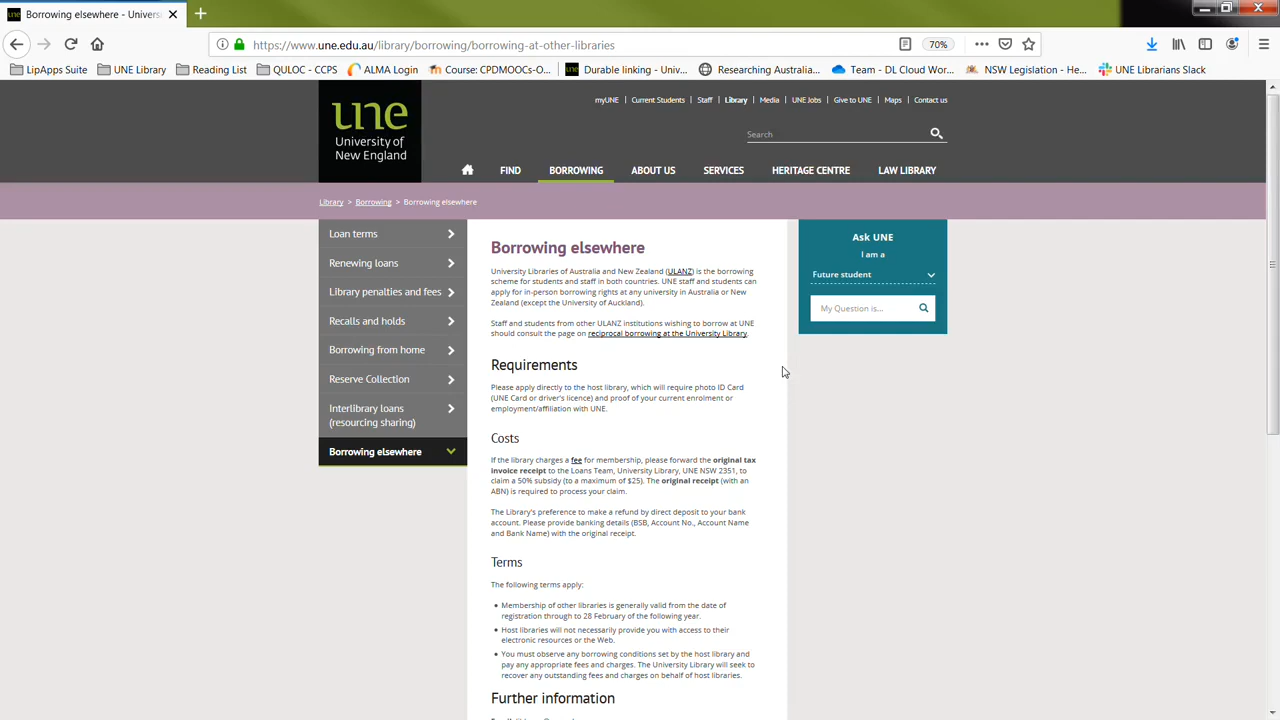 Borrowing elsewhere - Univers
https://www.une.edu.au/library/borrowing/borrowing-at-other-libraries
70%
LipApps Suite
UNE Library
Reading List
QULOC - CCPS
ALMA Login
Course: CPDMOOCs-O...
Durable linking - Univ...
Researching Australia...
Team - DL Cloud Wor...
NSW Legislation - He...
UNE Librarians Slack
myUNE
Current Students
Staff
Library
Media
UNE Jobs
Give to UNE
Maps
Contact us
une
University of
New England
Search
FIND
BORROWING
ABOUT US
SERVICES
HERITAGE CENTRE
LAW LIBRARY
Library > Borrowing > Borrowing elsewhere
Loan terms
Renewing loans
Library penalties and fees
Recalls and holds
Borrowing from home
Reserve Collection
Interlibrary loans
(resourcing sharing)
Borrowing elsewhere
Borrowing elsewhere
University Libraries of Australia and New Zealand (ULANZ) is the borrowing
scheme for students and staff in both countries. UNE staff and students can
apply for in-person borrowing rights at any university in Australia or New
Zealand (except the University of Auckland).
Staff and students from other ULANZ institutions wishing to borrow at UNE
should consult the page on reciprocal borrowing at the University Library.
Requirements
Please apply directly to the host library, which will require photo ID Card
(UNE Card or driver's licence) and proof of your current enrolment or
employment/affiliation with UNE.
Costs
If the library charges a fee for membership, please forward the original tax
invoice receipt to the Loans Team, University Library, UNE NSW 2351, to
claim a 50% subsidy (to a maximum of $25). The original receipt (with an
ABN) is required to process your claim.
The Library's preference to make a refund by direct deposit to your bank
account. Please provide banking details (BSB, Account No., Account Name
and Bank Name) with the original receipt.
Terms
The following terms apply:
• Membership of other libraries is generally valid from the date of
registration through to 28 February of the following year.
• Host libraries will not necessarily provide you with access to their
electronic resources or the Web.
• You must observe any borrowing conditions set by the host library and
pay any appropriate fees and charges. The University Library will seek to
recover any outstanding fees and charges on behalf of host libraries.
Further information
Ask UNE
I am a
Future student
My Question is...